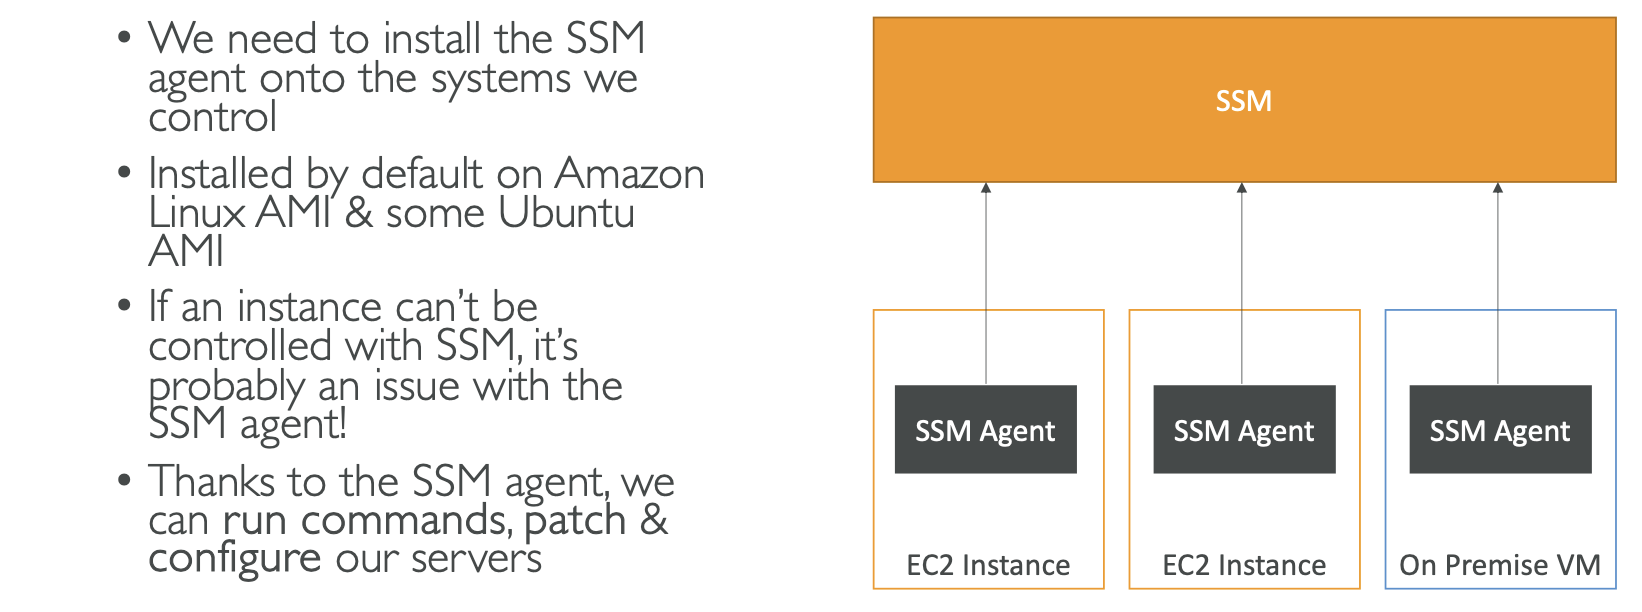 • We need to install the SSM
agent onto the systems we
control
• Installed by default on Amazon
Linux AMI & some Ubuntu
AMI
• If an instance can’t be
controlled with SSM, it’s
probably an issue with the
SSM agent!
• Thanks to the SSM agent, we
can run commands, patch &
configure our servers
SSM
SSM Agent
SSM Agent
SSM Agent
EC2 Instance
EC2 Instance
On Premise VM